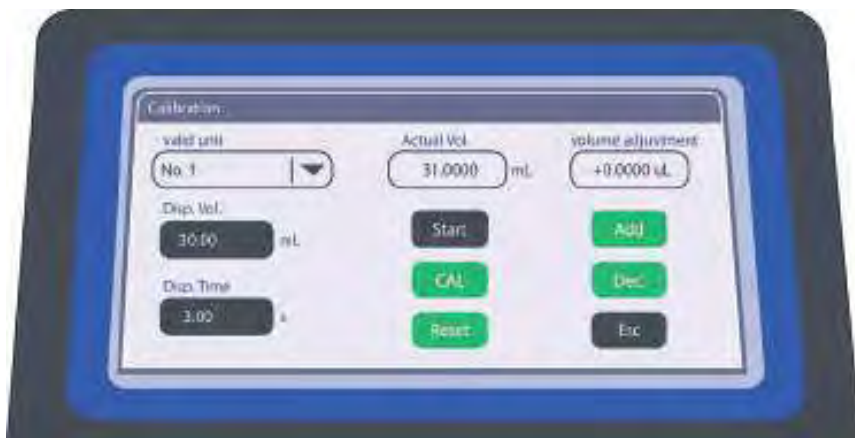 Calibration
valid unit
Actual Vol.
volume adjustment
No. 1
31.0000 mL
+0.0000 uL
Disp. Vol.
30.00 mL
Start
Add
Disp. Time
CAL
Dec
3.00 s
Reset
Esc